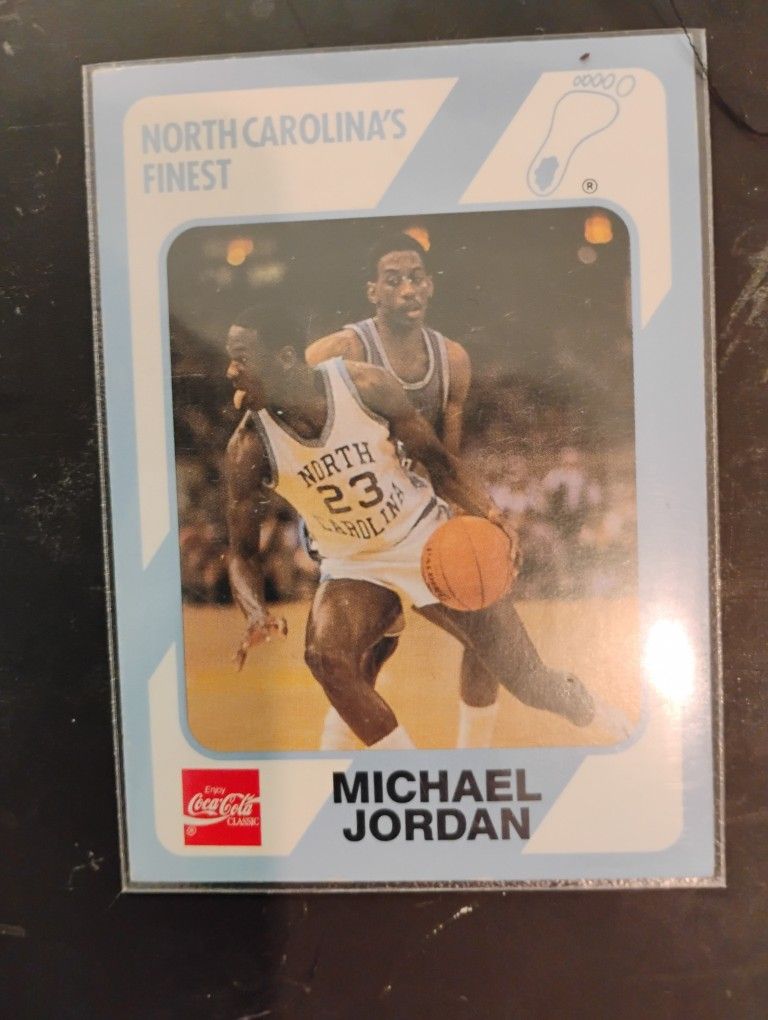 NORTH CAROLINA'S
FINEST
®
NORTH
23
CAROLINA
Enjoy
Coca-Cola
CLASSIC
®
MICHAEL
JORDAN